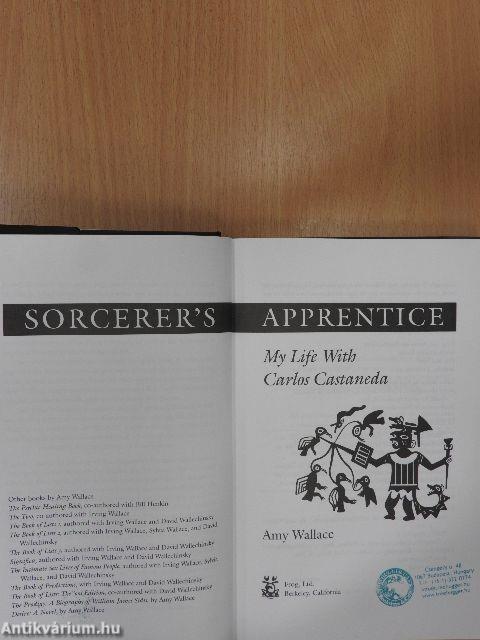 SORCERER'S APPRENTICE
My Life With
Carlos Castaneda
Amy Wallace
Frog, Ltd.
Berkeley, California
Other books by Amy Wallace
The Psychic Healing Book, co-authored with Bill Henkin
The Two, co-authored with Irving Wallace
The Book of Lists 2, authored with Irving Wallace and David Wallechinsky
The Book of Lists 2, authored with Irving Wallace, Sylvia Wallace, and David
Wallechinsky
The Book of Lists 3, authored with Irving Wallace and David Wallechinsky
Significa, authored with Irving Wallace and David Wallechinsky
The Intimate Sex Lives of Famous People, authored with Irving Wallace, Sylvia
Wallace, and David Wallechinsky
The Book of Predictions, with Irving Wallace and David Wallechinsky
The Book of Lists: The '90s Edition, co-authored with David Wallechinsky
The Prodigy: A Biography of William James Sidis, by Amy Wallace
Desire: A Novel, by Amy Wallace
1067 Budapest, Hungary
Antikvárium.hu